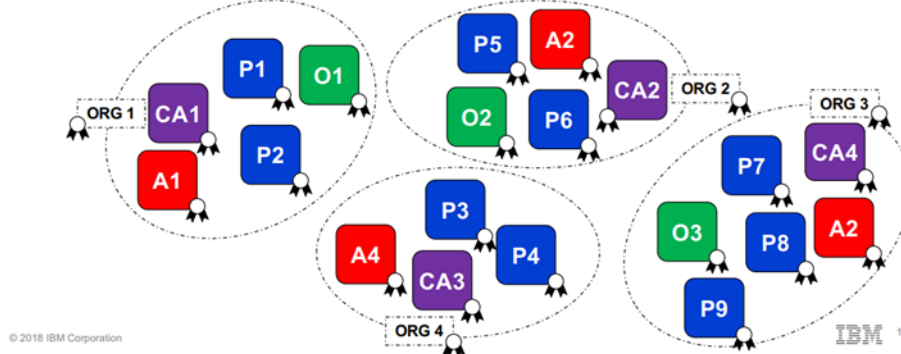 P1
O1
ORG 1
CA1
P2
A1
P5
A2
CA2
ORG 2
O2
P6
ORG 3
P7
CA4
O3
P8
A2
P9
P3
A4
CA3
P4
ORG 4
© 2018 IBM Corporation
IBM